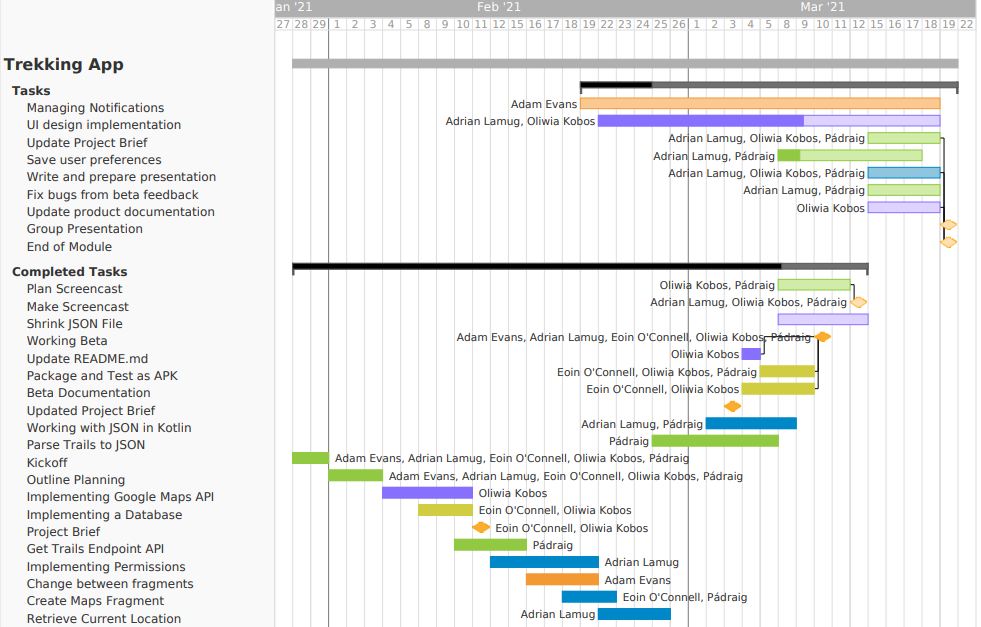 an '21 Feb '21 Mar '21
27 28 29 1 2 3 4 5 8 9 10 11 12 15 16 17 18 19 22 23 24 25 26 1 2 3 4 5 8 9 10 11 12 15 16 17 18 19 22
Trekking App
Tasks
Managing Notifications Adam Evans
UI design implementation Adrian Lamug, Oliwia Kobos
Update Project Brief Adrian Lamug, Oliwia Kobos, Pádraig
Save user preferences Adrian Lamug, Pádraig
Write and prepare presentation Adrian Lamug, Oliwia Kobos, Pádraig
Fix bugs from beta feedback Adrian Lamug, Pádraig
Update product documentation Oliwia Kobos
Group Presentation
End of Module
Completed Tasks
Plan Screencast Oliwia Kobos, Pádraig
Make Screencast Adrian Lamug, Oliwia Kobos, Pádraig
Shrink JSON File
Working Beta Adam Evans, Adrian Lamug, Eoin O'Connell, Oliwia Kobos, Pádraig
Update README.md Oliwia Kobos
Package and Test as APK Eoin O'Connell, Oliwia Kobos, Pádraig
Beta Documentation Eoin O'Connell, Oliwia Kobos
Updated Project Brief
Working with JSON in Kotlin Adrian Lamug, Pádraig
Parse Trails to JSON Pádraig
Kickoff Adam Evans, Adrian Lamug, Eoin O'Connell, Oliwia Kobos, Pádraig
Outline Planning Adam Evans, Adrian Lamug, Eoin O'Connell, Oliwia Kobos, Pádraig
Implementing Google Maps API Oliwia Kobos
Implementing a Database Eoin O'Connell, Oliwia Kobos
Project Brief Eoin O'Connell, Oliwia Kobos
Get Trails Endpoint API Pádraig
Implementing Permissions Adrian Lamug
Change between fragments Adam Evans
Create Maps Fragment Eoin O'Connell, Pádraig
Retrieve Current Location Adrian Lamug